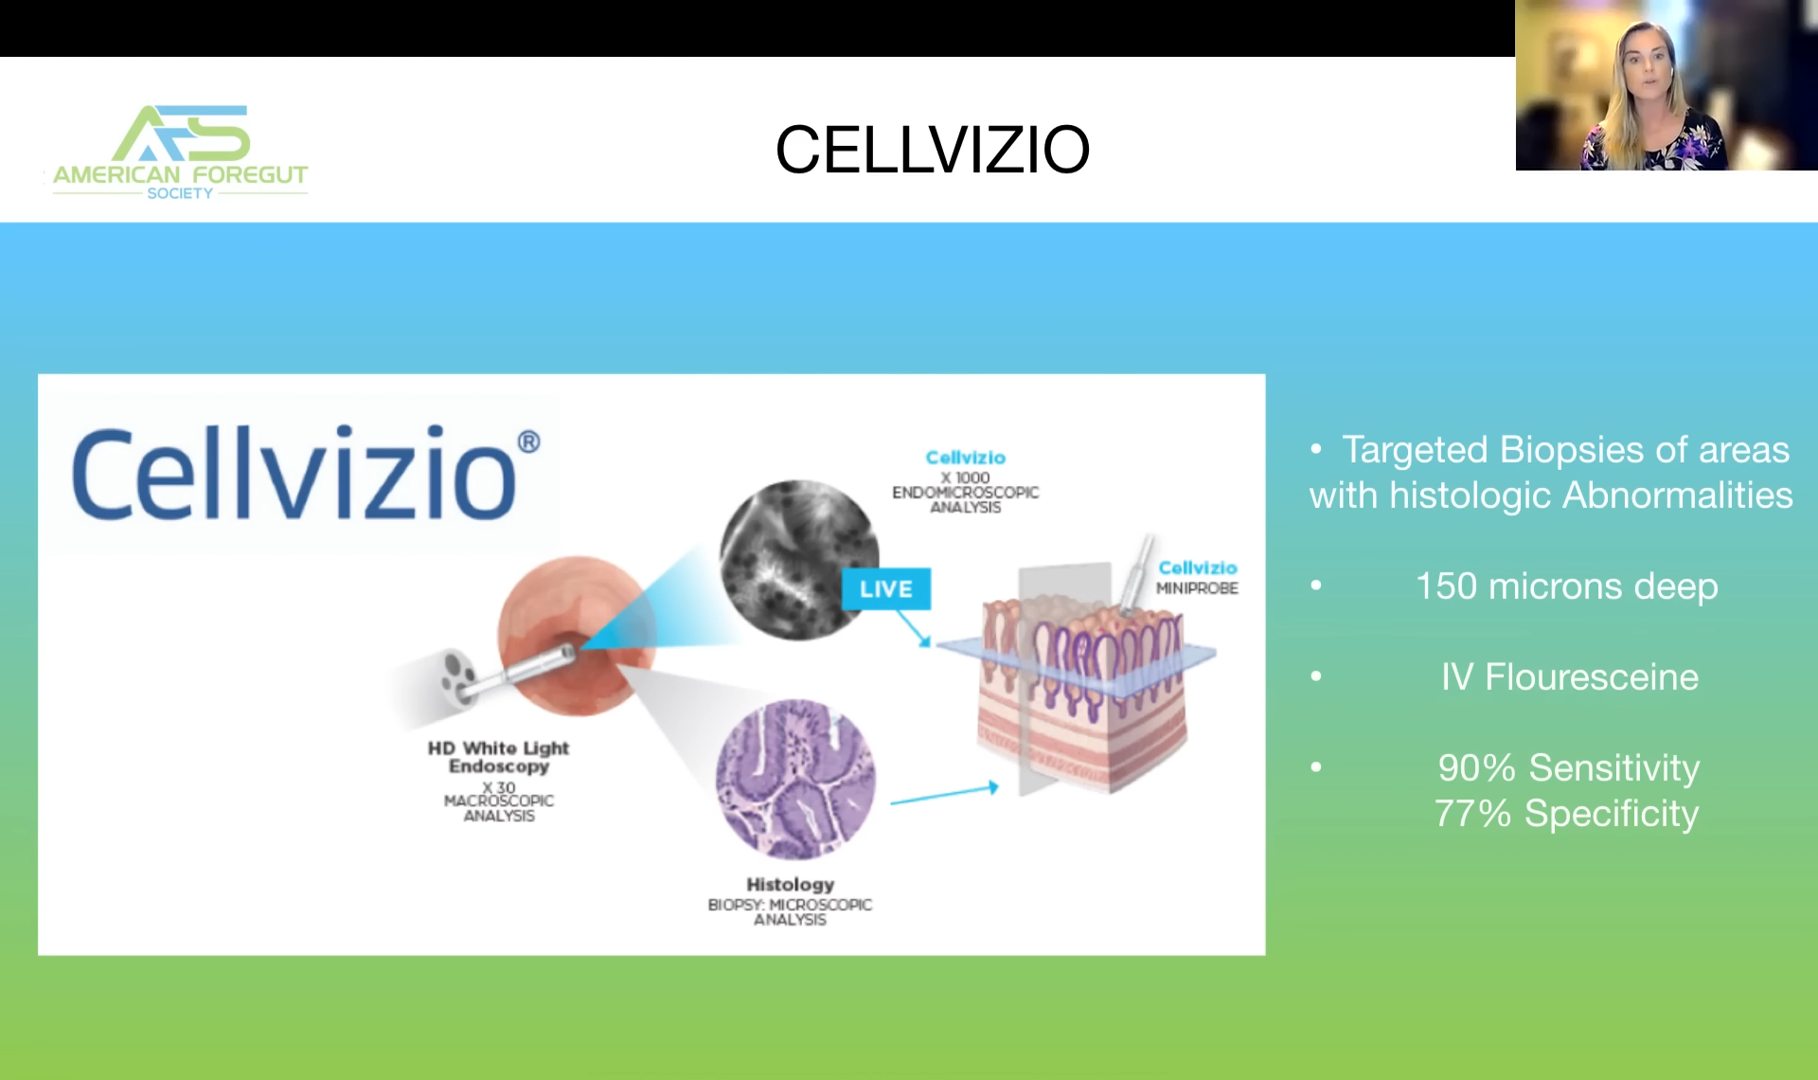 AFS
AMERICAN FOREGUT
SOCIETY
CELLVIZIO
Cellvizio®
Cellvizio
X 1000
ENDOMICROSCOPIC
ANALYSIS
LIVE
Cellvizio
MINIPROBE
HD White Light
Endoscopy
X 30
MACROSCOPIC
ANALYSIS
Histology
BIOPSY: MICROSCOPIC
ANALYSIS
• Targeted Biopsies of areas
with histologic Abnormalities
• 150 microns deep
• IV Flouresceine
• 90% Sensitivity
77% Specificity